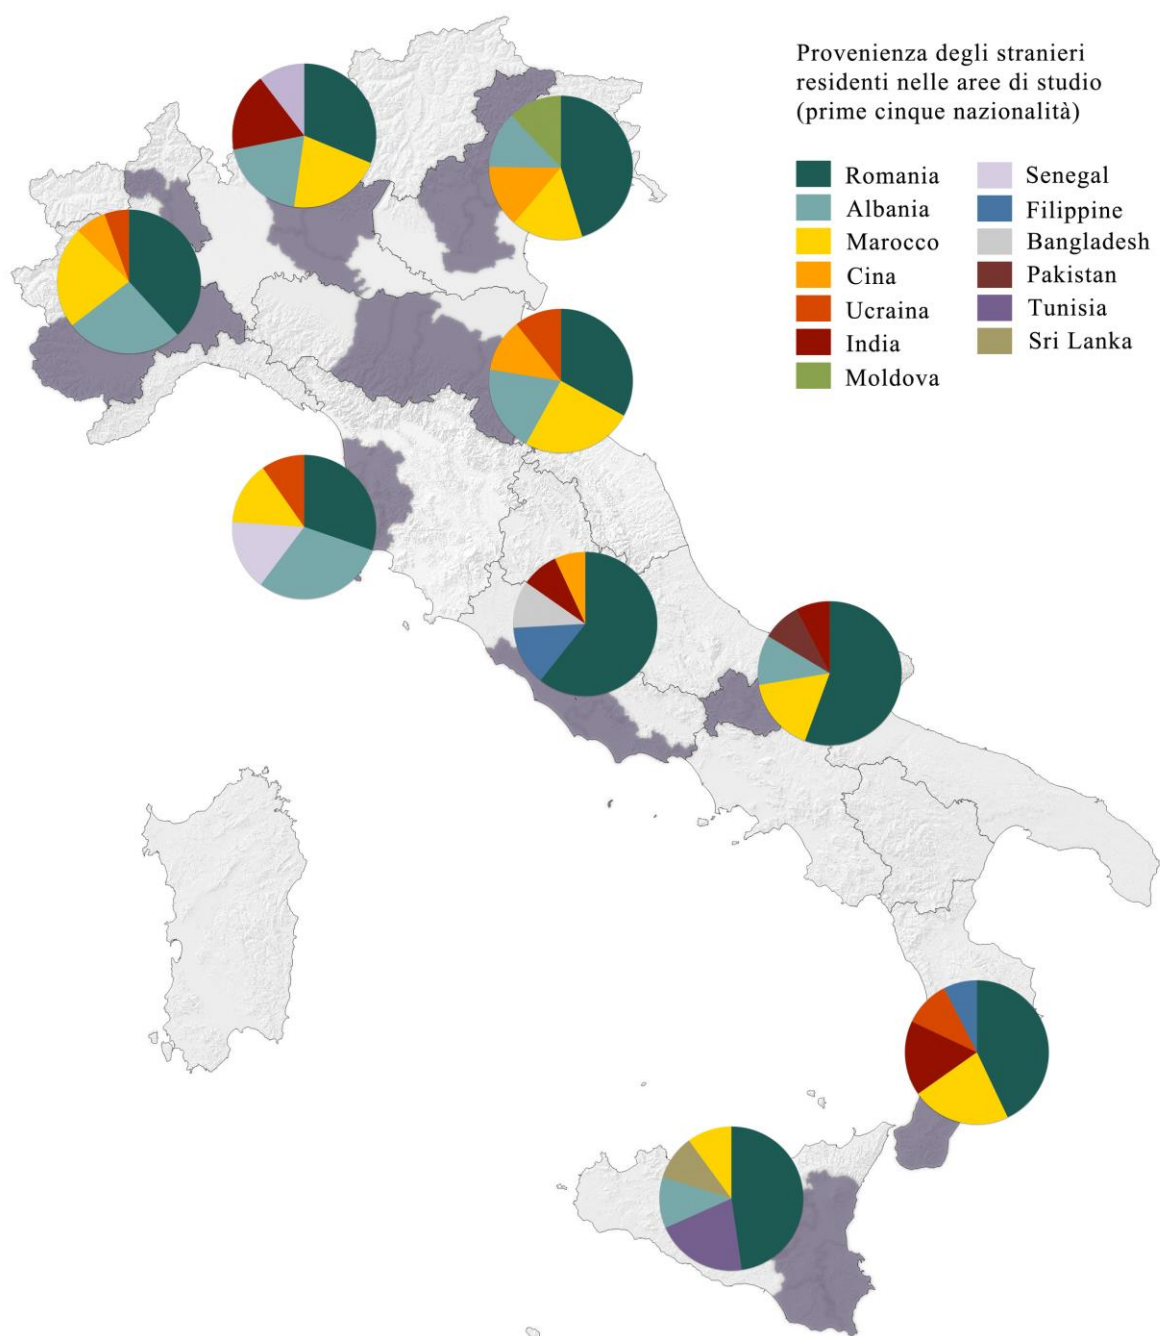 Provenienza degli stranieri
residenti nelle aree di studio
(prime cinque nazionalità)
Romania
Albania
Marocco
Cina
Ucraina
India
Moldova
Senegal
Filippine
Bangladesh
Pakistan
Tunisia
Sri Lanka